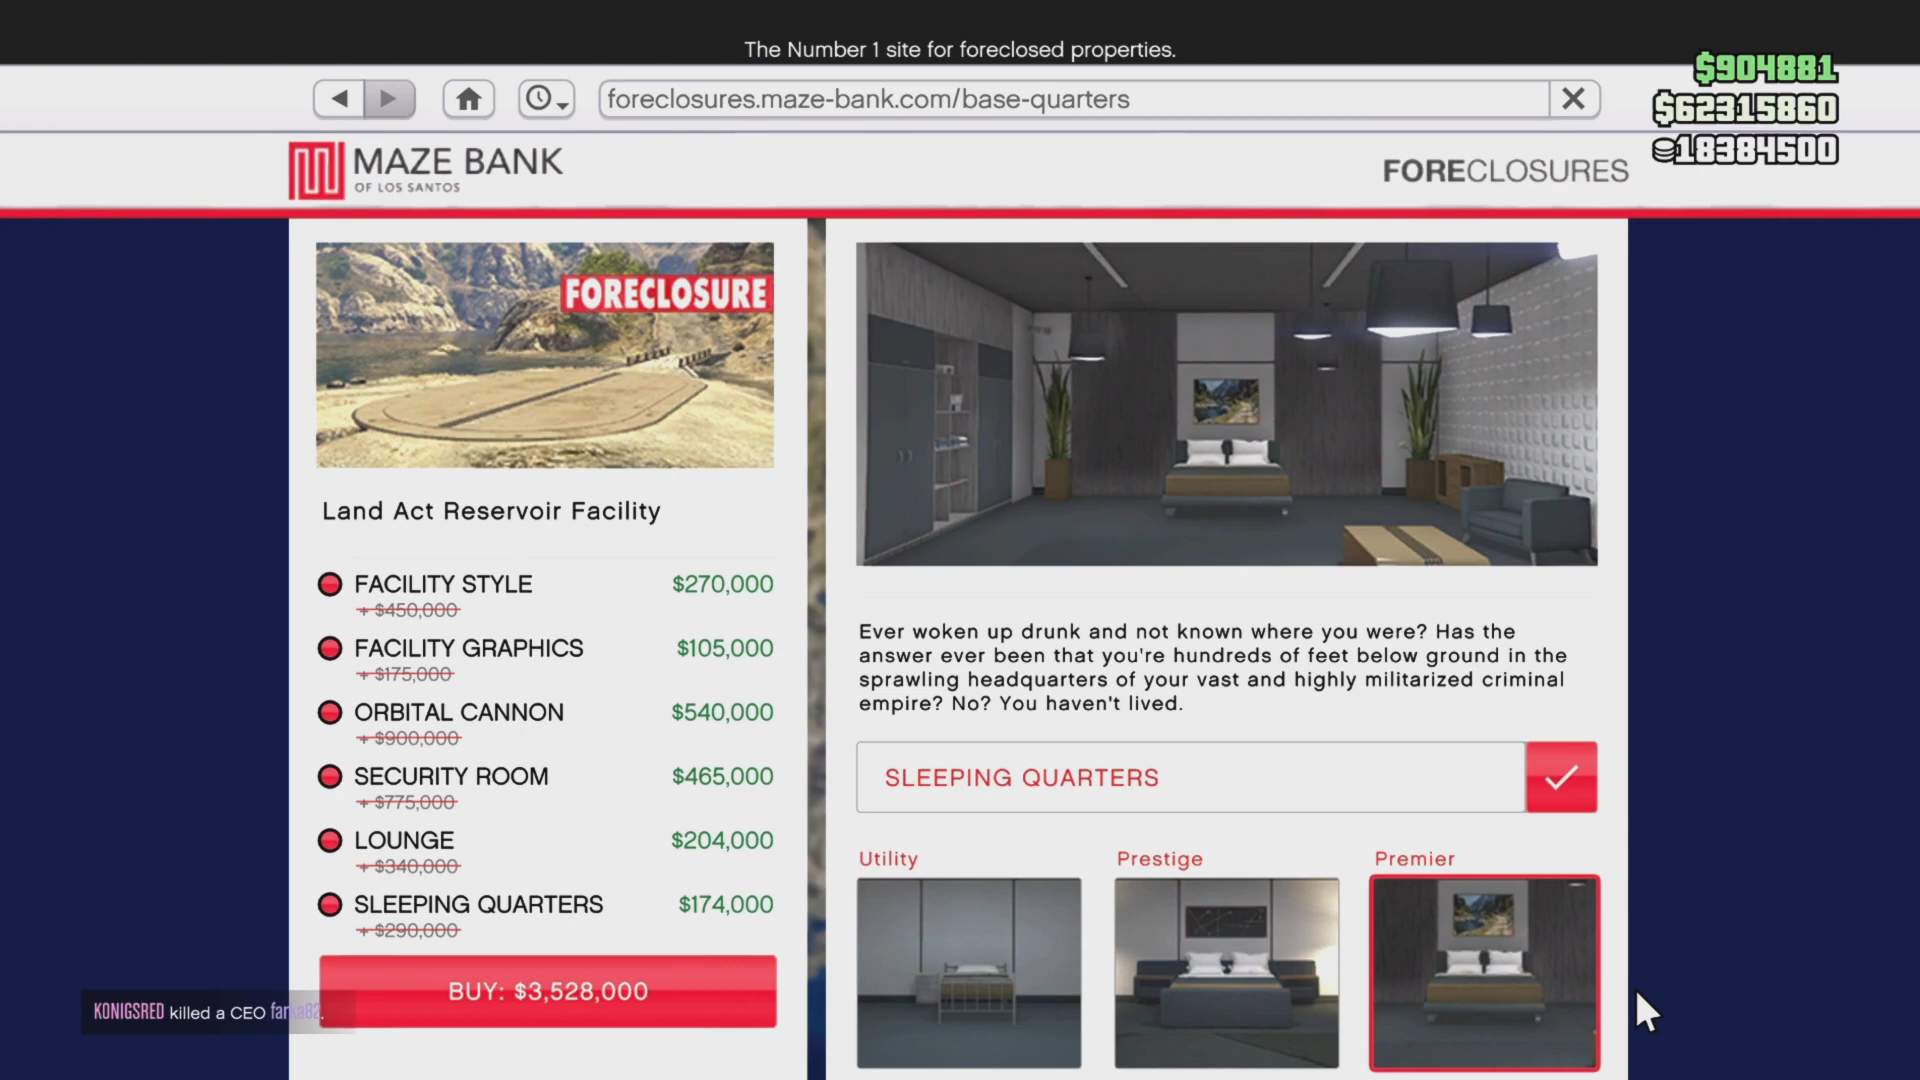 The Number 1 site for foreclosed properties.
foreclosures.maze-bank.com/base-quarters
$904881
$62315860
18384500
MAZE BANK
OF LOS SANTOS
FORECLOSURES
FORECLOSURE
Land Act Reservoir Facility
FACILITY STYLE $270,000
+ $450,000
FACILITY GRAPHICS $105,000
+ $175,000
ORBITAL CANNON $540,000
+ $900,000
SECURITY ROOM $465,000
+ $775,000
LOUNGE $204,000
+ $340,000
SLEEPING QUARTERS $174,000
+ $290,000
BUY: $3,528,000
KONIGSRED killed a CEO farka82.
Ever woken up drunk and not known where you were? Has the
answer ever been that you're hundreds of feet below ground in the
sprawling headquarters of your vast and highly militarized criminal
empire? No? You haven't lived.
SLEEPING QUARTERS
Utility Prestige Premier